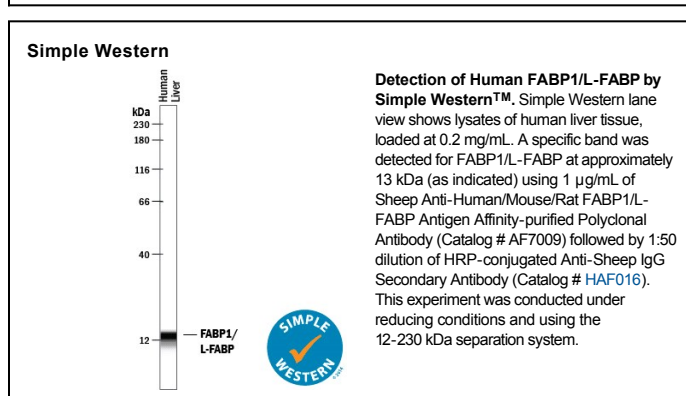 Simple Western
Human
Liver
kDa
230
180
116
66
40
12
FABP1/
L-FABP
SIMPLE
WESTERN
Detection of Human FABP1/L-FABP by
Simple Western™. Simple Western lane
view shows lysates of human liver tissue,
loaded at 0.2 mg/mL. A specific band was
detected for FABP1/L-FABP at approximately
13 kDa (as indicated) using 1 µg/mL of
Sheep Anti-Human/Mouse/Rat FABP1/L-
FABP Antigen Affinity-purified Polyclonal
Antibody (Catalog # AF7009) followed by 1:50
dilution of HRP-conjugated Anti-Sheep IgG
Secondary Antibody (Catalog # HAF016).
This experiment was conducted under
reducing conditions and using the
12-230 kDa separation system.